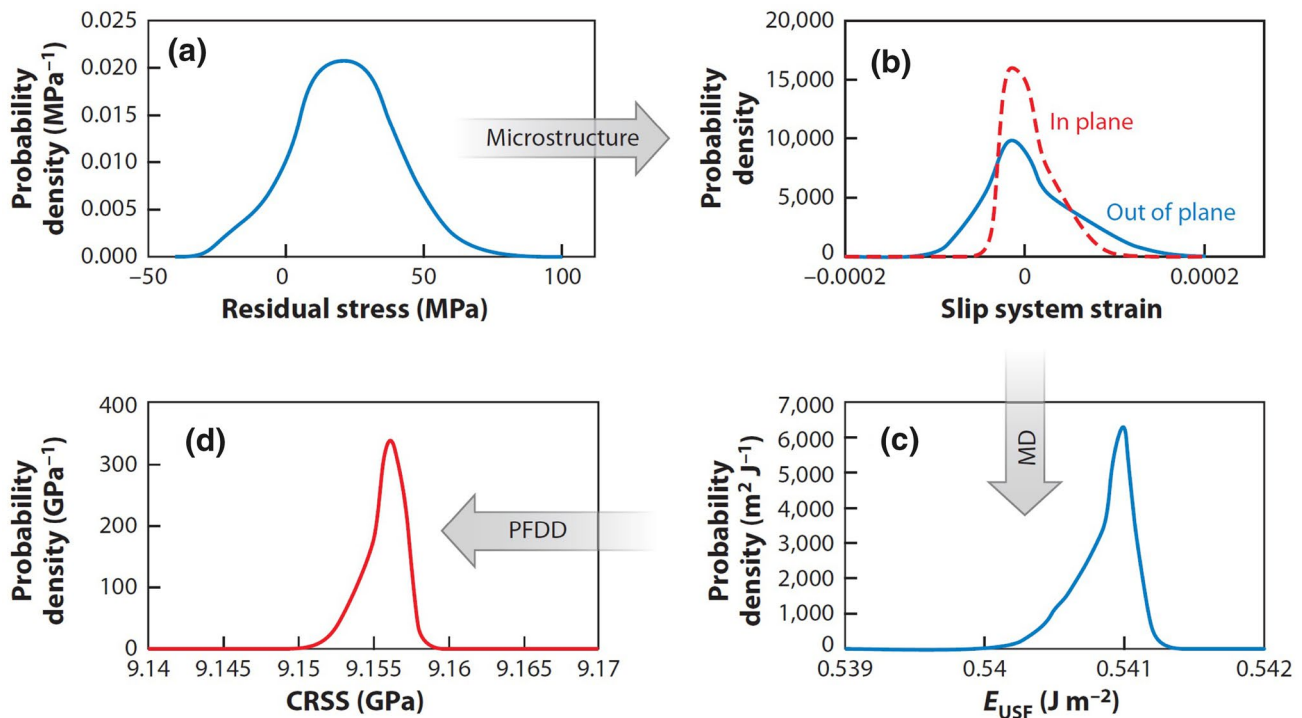 (a)
Probability
density (MPa⁻¹)
0.025
0.020
0.015
0.010
0.005
0.000
−50
0
50
100
Residual stress (MPa)
Microstructure
(b)
Probability
density
20,000
15,000
10,000
5,000
0
In plane
Out of plane
−0.0002
0
0.0002
Slip system strain
MD
(d)
Probability
density (GPa⁻¹)
400
300
200
100
0
9.14
9.145
9.15
9.155
9.16
9.165
9.17
CRSS (GPa)
PFDD
(c)
Probability
density (m² J⁻¹)
7,000
6,000
5,000
4,000
3,000
2,000
1,000
0
0.539
0.54
0.541
0.542
E_USF (J m⁻²)